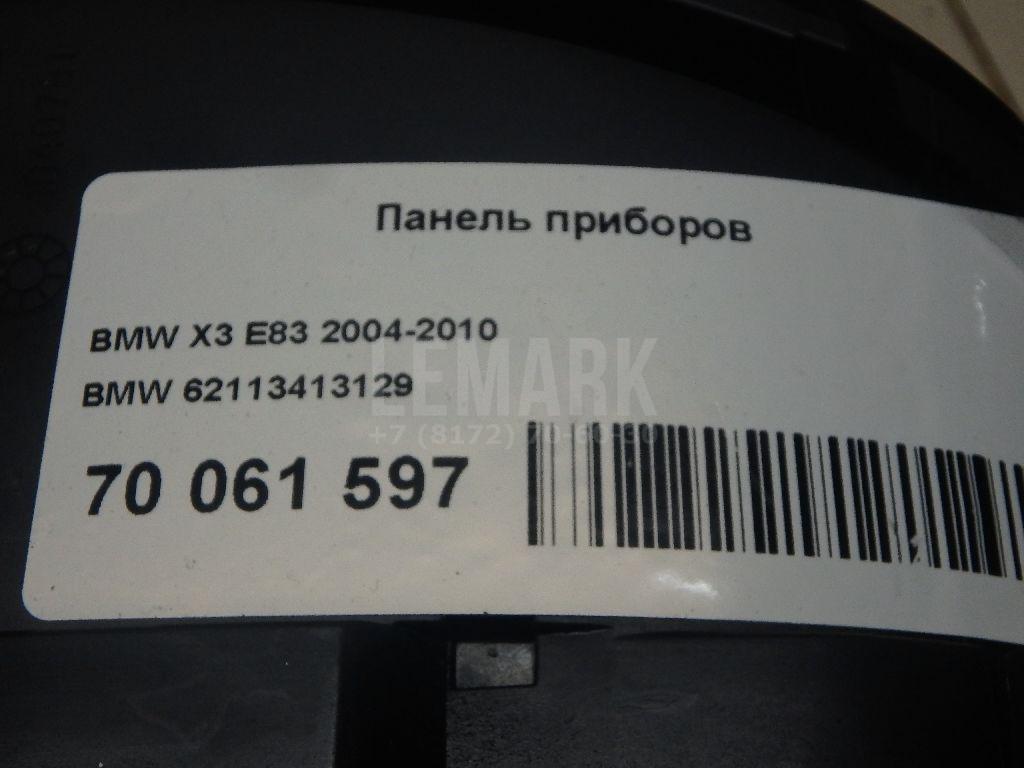 Панель приборов
BMW X3 E83 2004-2010
BMW 62113413129
LEMARK
70 061 597